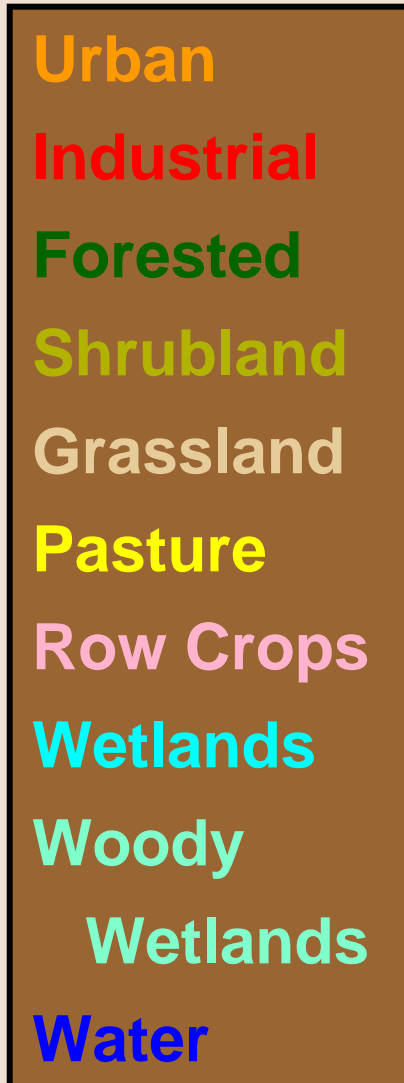 Urban
Industrial
Forested
Shrubland
Grassland
Pasture
Row Crops
Wetlands
Woody
Wetlands
Water